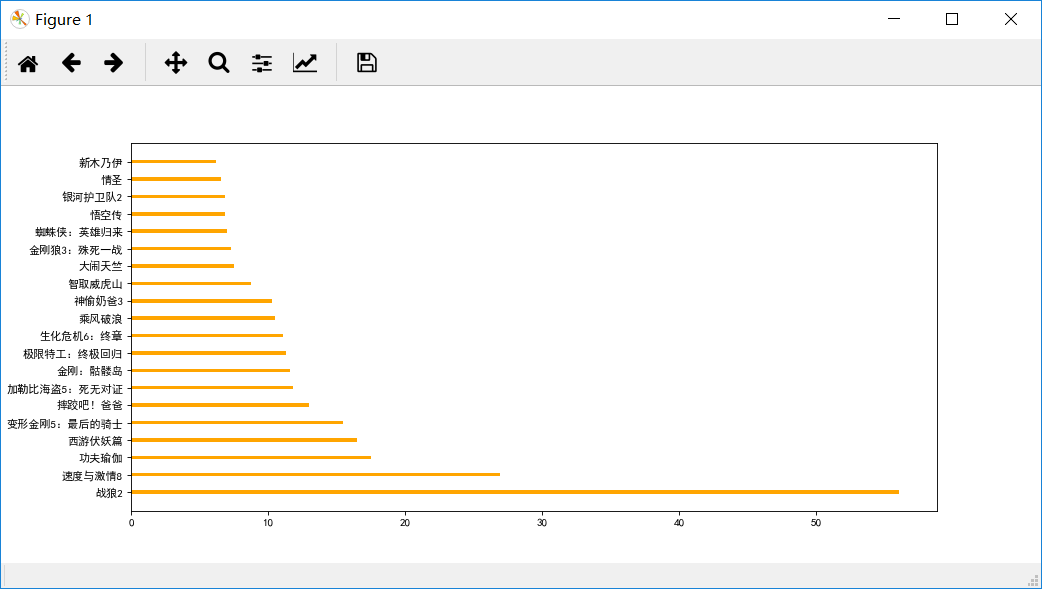 Figure 1
新木乃伊
情圣
银河护卫队2
悟空传
蜘蛛侠：英雄归来
金刚狼3：殊死一战
大闹天竺
智取威虎山
神偷奶爸3
乘风破浪
生化危机6：终章
极限特工：终极回归
金刚：骷髅岛
加勒比海盗5：死无对证
摔跤吧！爸爸
变形金刚5：最后的骑士
西游伏妖篇
功夫瑜伽
速度与激情8
战狼2
0 10 20 30 40 50